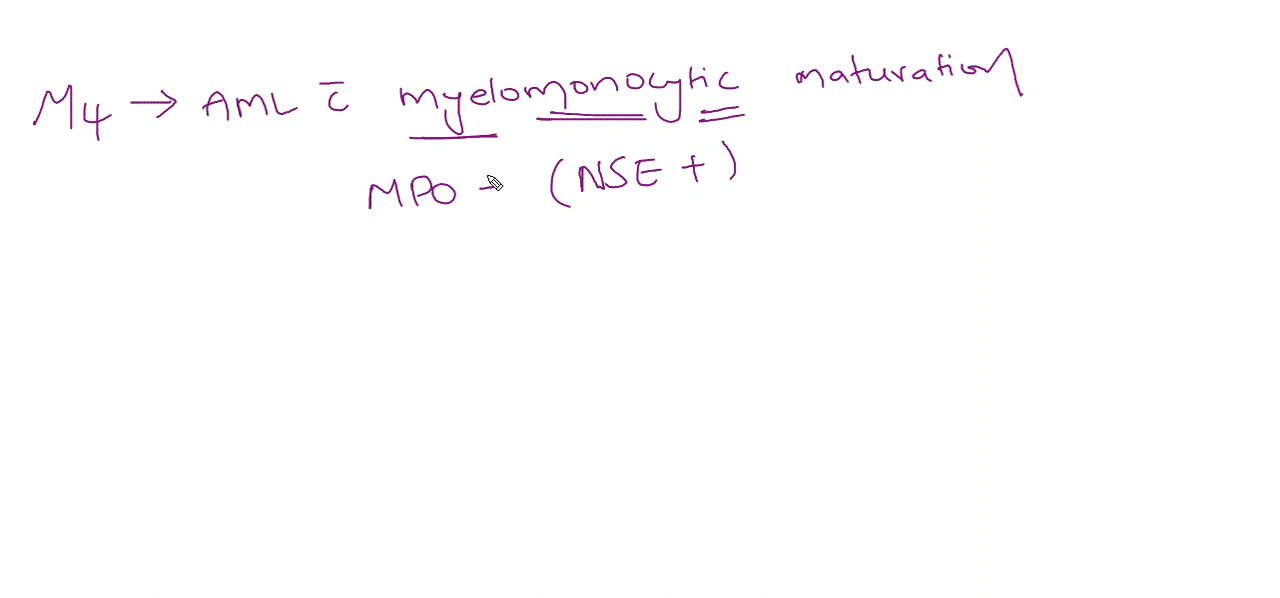 M4 → AML c̄ myelomonocytic maturation
MPO - (NSE + )